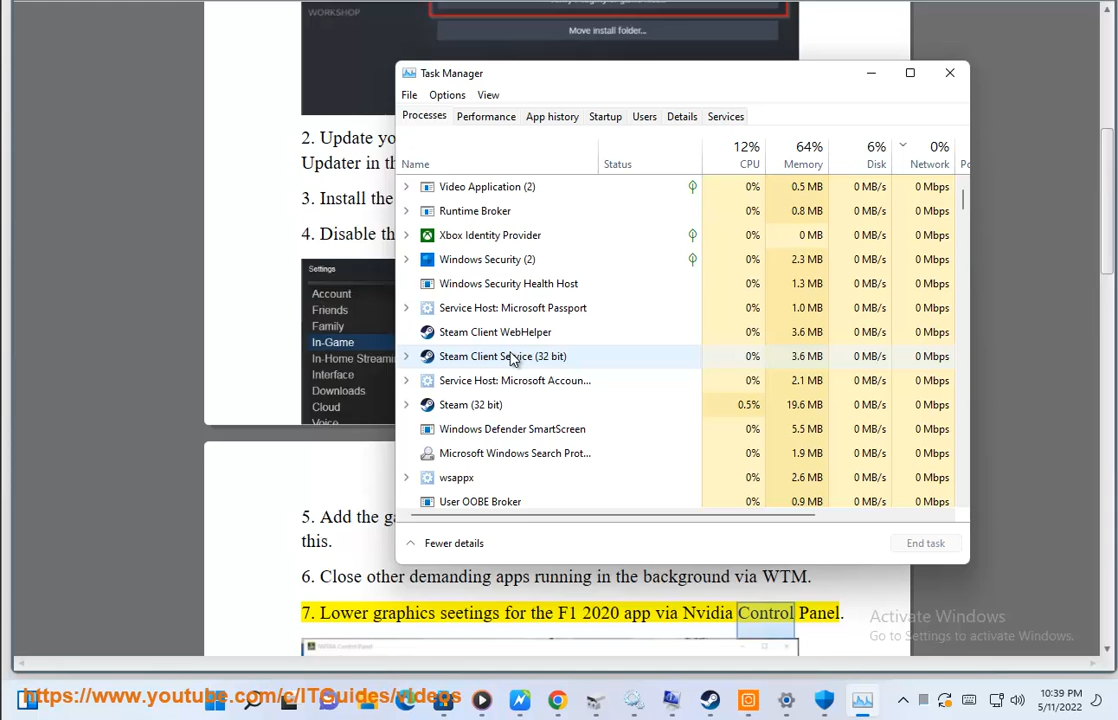 WORKSHOP
Move install folder...
2. Update yo
Updater in th
3. Install the
4. Disable th
Settings
Account
Friends
Family
In-Game
In-Home Streami
Interface
Downloads
Cloud
Voice
Task Manager
File Options View
Processes Performance App history Startup Users Details Services
12% 64% 6% 0%
Name Status CPU Memory Disk Network Po
Video Application (2) 0% 0.5 MB 0 MB/s 0 Mbps
Runtime Broker 0% 0.8 MB 0 MB/s 0 Mbps
Xbox Identity Provider 0% 0 MB 0 MB/s 0 Mbps
Windows Security (2) 0% 2.3 MB 0 MB/s 0 Mbps
Windows Security Health Host 0% 1.3 MB 0 MB/s 0 Mbps
Service Host: Microsoft Passport 0% 1.0 MB 0 MB/s 0 Mbps
Steam Client WebHelper 0% 3.6 MB 0 MB/s 0 Mbps
Steam Client Service (32 bit) 0% 3.6 MB 0 MB/s 0 Mbps
Service Host: Microsoft Accoun... 0% 2.1 MB 0 MB/s 0 Mbps
Steam (32 bit) 0.5% 19.6 MB 0 MB/s 0 Mbps
Windows Defender SmartScreen 0% 5.5 MB 0 MB/s 0 Mbps
Microsoft Windows Search Prot... 0% 1.9 MB 0 MB/s 0 Mbps
wsappx 0% 2.6 MB 0 MB/s 0 Mbps
User OOBE Broker 0% 0.9 MB 0 MB/s 0 Mbps
Fewer details End task
5. Add the ga
this.
6. Close other demanding apps running in the background via WTM.
7. Lower graphics seetings for the F1 2020 app via Nvidia Control Panel.
Activate Windows
Go to Settings to activate Windows.
NVIDIA Control Panel
https://www.youtube.com/c/ITGuides/videos
10:39 PM
5/11/2022